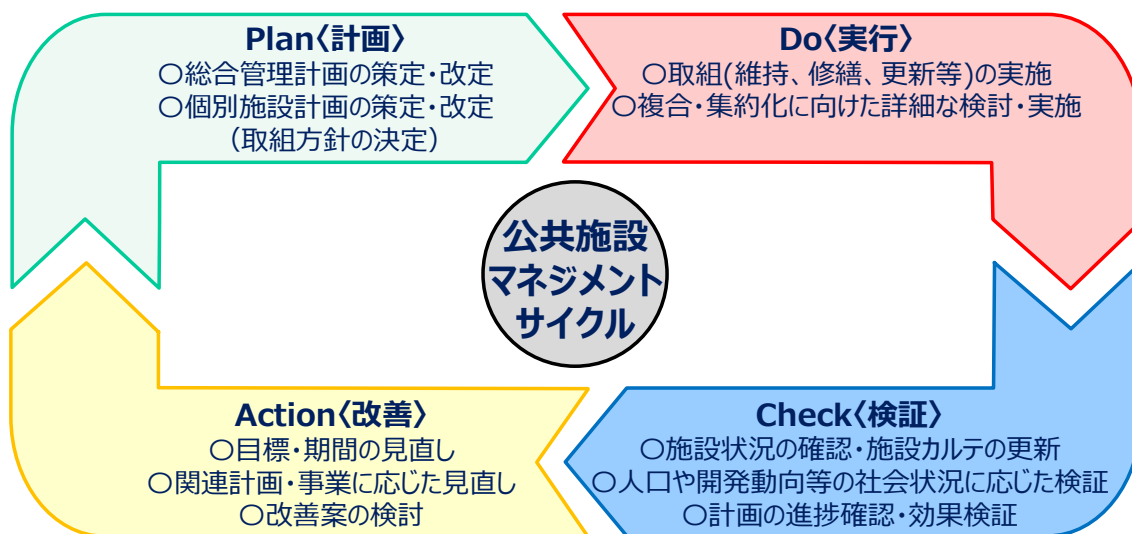 Plan〈計画〉
○総合管理計画の策定・改定
○個別施設計画の策定・改定
（取組方針の決定）
Do〈実行〉
○取組(維持、修繕、更新等)の実施
○複合・集約化に向けた詳細な検討・実施
公共施設
マネジメント
サイクル
Check〈検証〉
○施設状況の確認・施設カルテの更新
○人口や開発動向等の社会状況に応じた検証
○計画の進捗確認・効果検証
Action〈改善〉
○目標・期間の見直し
○関連計画・事業に応じた見直し
○改善案の検討